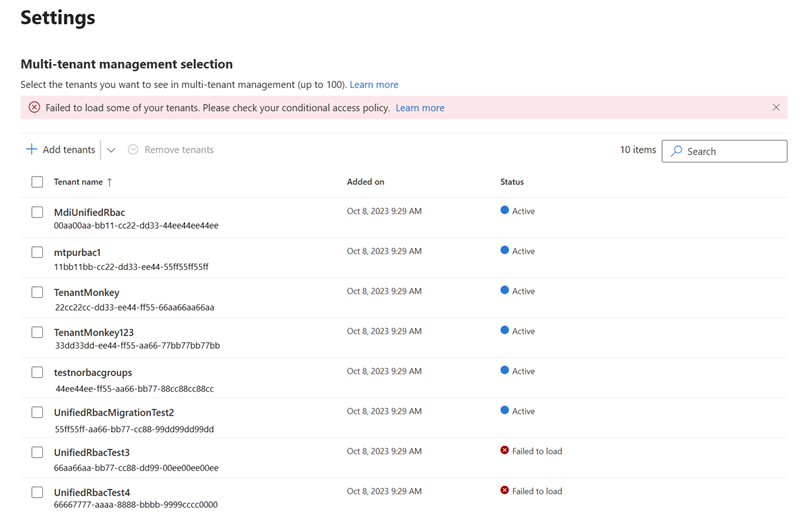 Settings
Multi-tenant management selection
Select the tenants you want to see in multi-tenant management (up to 100). Learn more
Failed to load some of your tenants. Please check your conditional access policy. Learn more
Add tenants Remove tenants 10 items Search
Tenant name ↑ Added on Status
MdiUnifiedRbac Oct 8, 2023 9:29 AM Active
00aa00aa-bb11-cc22-dd33-44ee44ee44ee
mtpurbac1 Oct 8, 2023 9:29 AM Active
11bb11bb-cc22-dd33-ee44-55ff55ff55ff
TenantMonkey Oct 8, 2023 9:29 AM Active
22cc22cc-dd33-ee44-ff55-66aa66aa66aa
TenantMonkey123 Oct 8, 2023 9:29 AM Active
33dd33dd-ee44-ff55-aa66-77bb77bb77bb
testnorbacgroups Oct 8, 2023 9:29 AM Active
44ee44ee-ff55-aa66-bb77-88cc88cc88cc
UnifiedRbacMigrationTest2 Oct 8, 2023 9:29 AM Active
55ff55ff-aa66-bb77-cc88-99dd99dd99dd
UnifiedRbacTest3 Oct 8, 2023 9:29 AM Failed to load
66aa66aa-bb77-cc88-dd99-00ee00ee00ee
UnifiedRbacTest4 Oct 8, 2023 9:29 AM Failed to load
66667777-aaaa-8888-bbbb-9999cccc0000